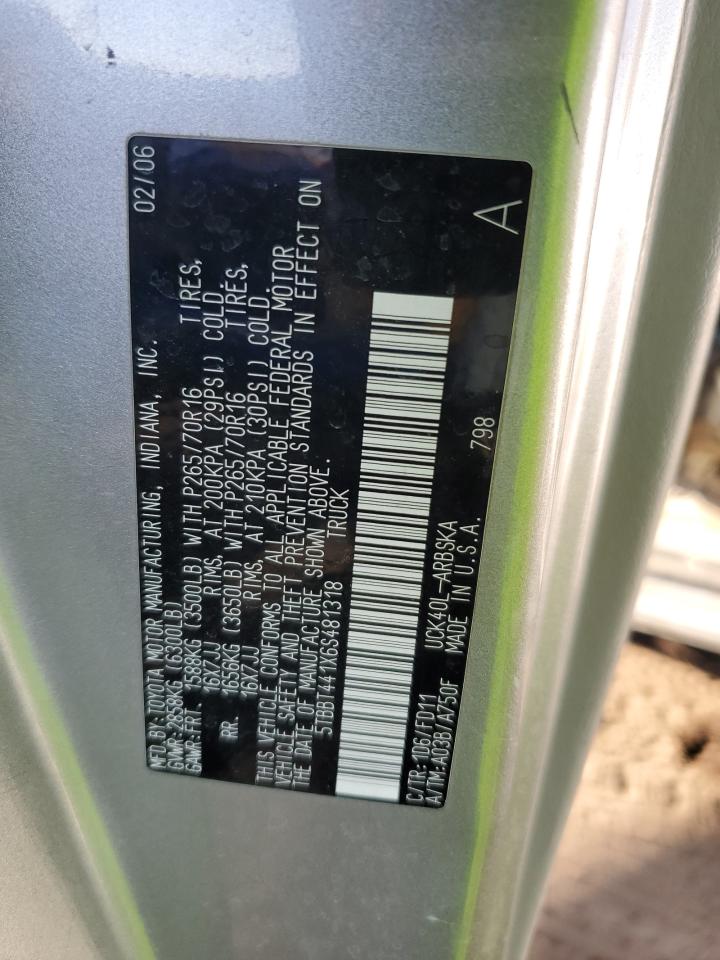 MFD. BY: TOYOTA MOTOR MANUFACTURING, INDIANA, INC. 02/06
GVWR: 2858KG (6300LB)
GAWR: FRT. 1588KG (3500LB) WITH P265/70R16 TIRES,
16X7JJ RIMS, AT 200KPA (29PSI) COLD.
RR. 1656KG (3650LB) WITH P265/70R16 TIRES,
16X7JJ RIMS, AT 210KPA (30PSI) COLD.
THIS VEHICLE CONFORMS TO ALL APPLICABLE FEDERAL MOTOR
VEHICLE SAFETY AND THEFT PREVENTION STANDARDS IN EFFECT ON
THE DATE OF MANUFACTURE SHOWN ABOVE.
5TBBT441X6S481318 TRUCK
C/TR: 1D6/FD11 UCK40L-ARBSKA
A/TM: A03B/A750F MADE IN U.S.A. 798 A